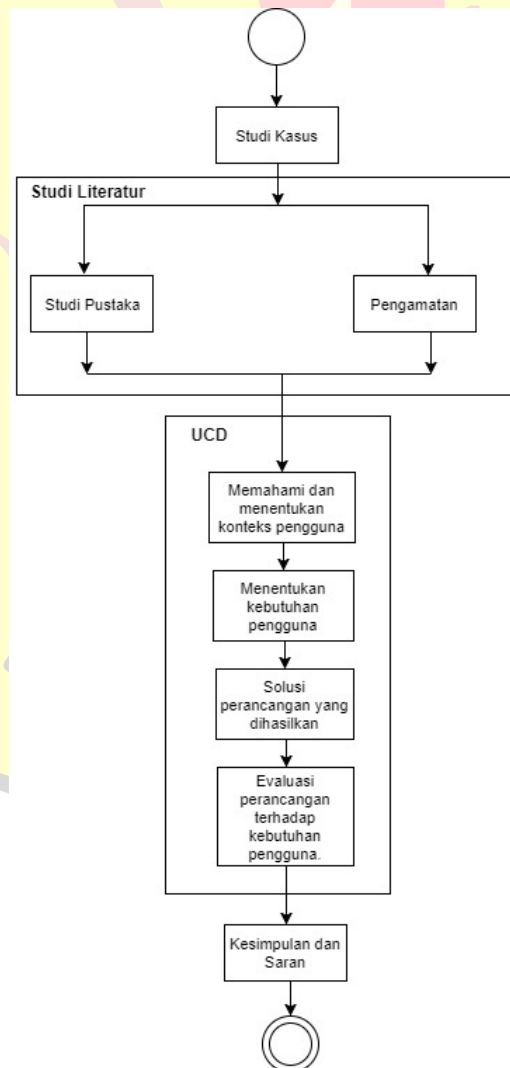 Studi Kasus
Studi Literatur
Studi Pustaka
Pengamatan
UCD
Memahami dan
menentukan
konteks pengguna
Menentukan
kebutuhan
pengguna
Solusi
perancangan yang
dihasilkan
Evaluasi
perancangan
terhadap
kebutuhan
pengguna.
Kesimpulan dan
Saran